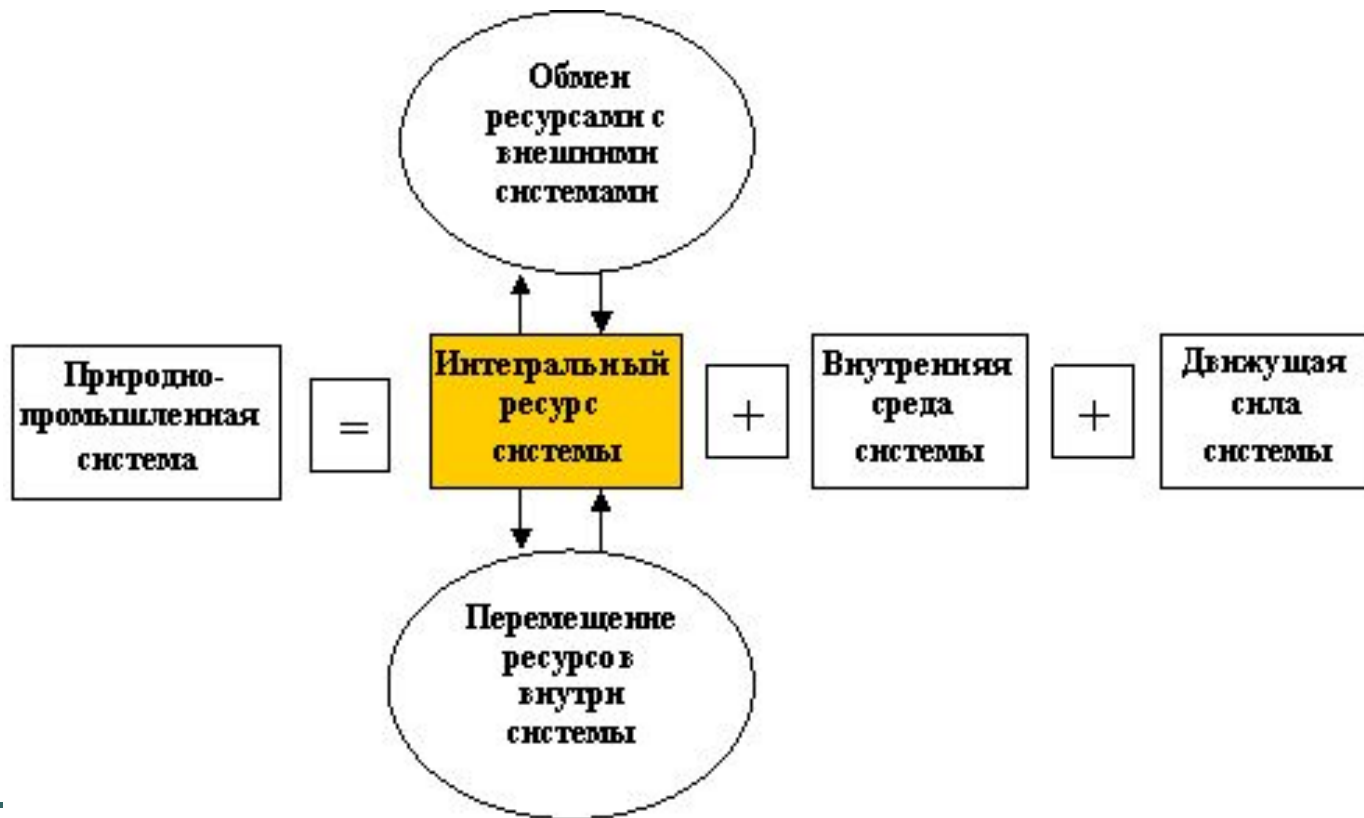 Обмен
ресурсами с
внешними
системами
Природно-
промышленная
система
=
Интегральный
ресурс
системы
+
Внутренняя
среда
системы
+
Движущая
сила
системы
Перемещение
ресурсов
внутри
системы